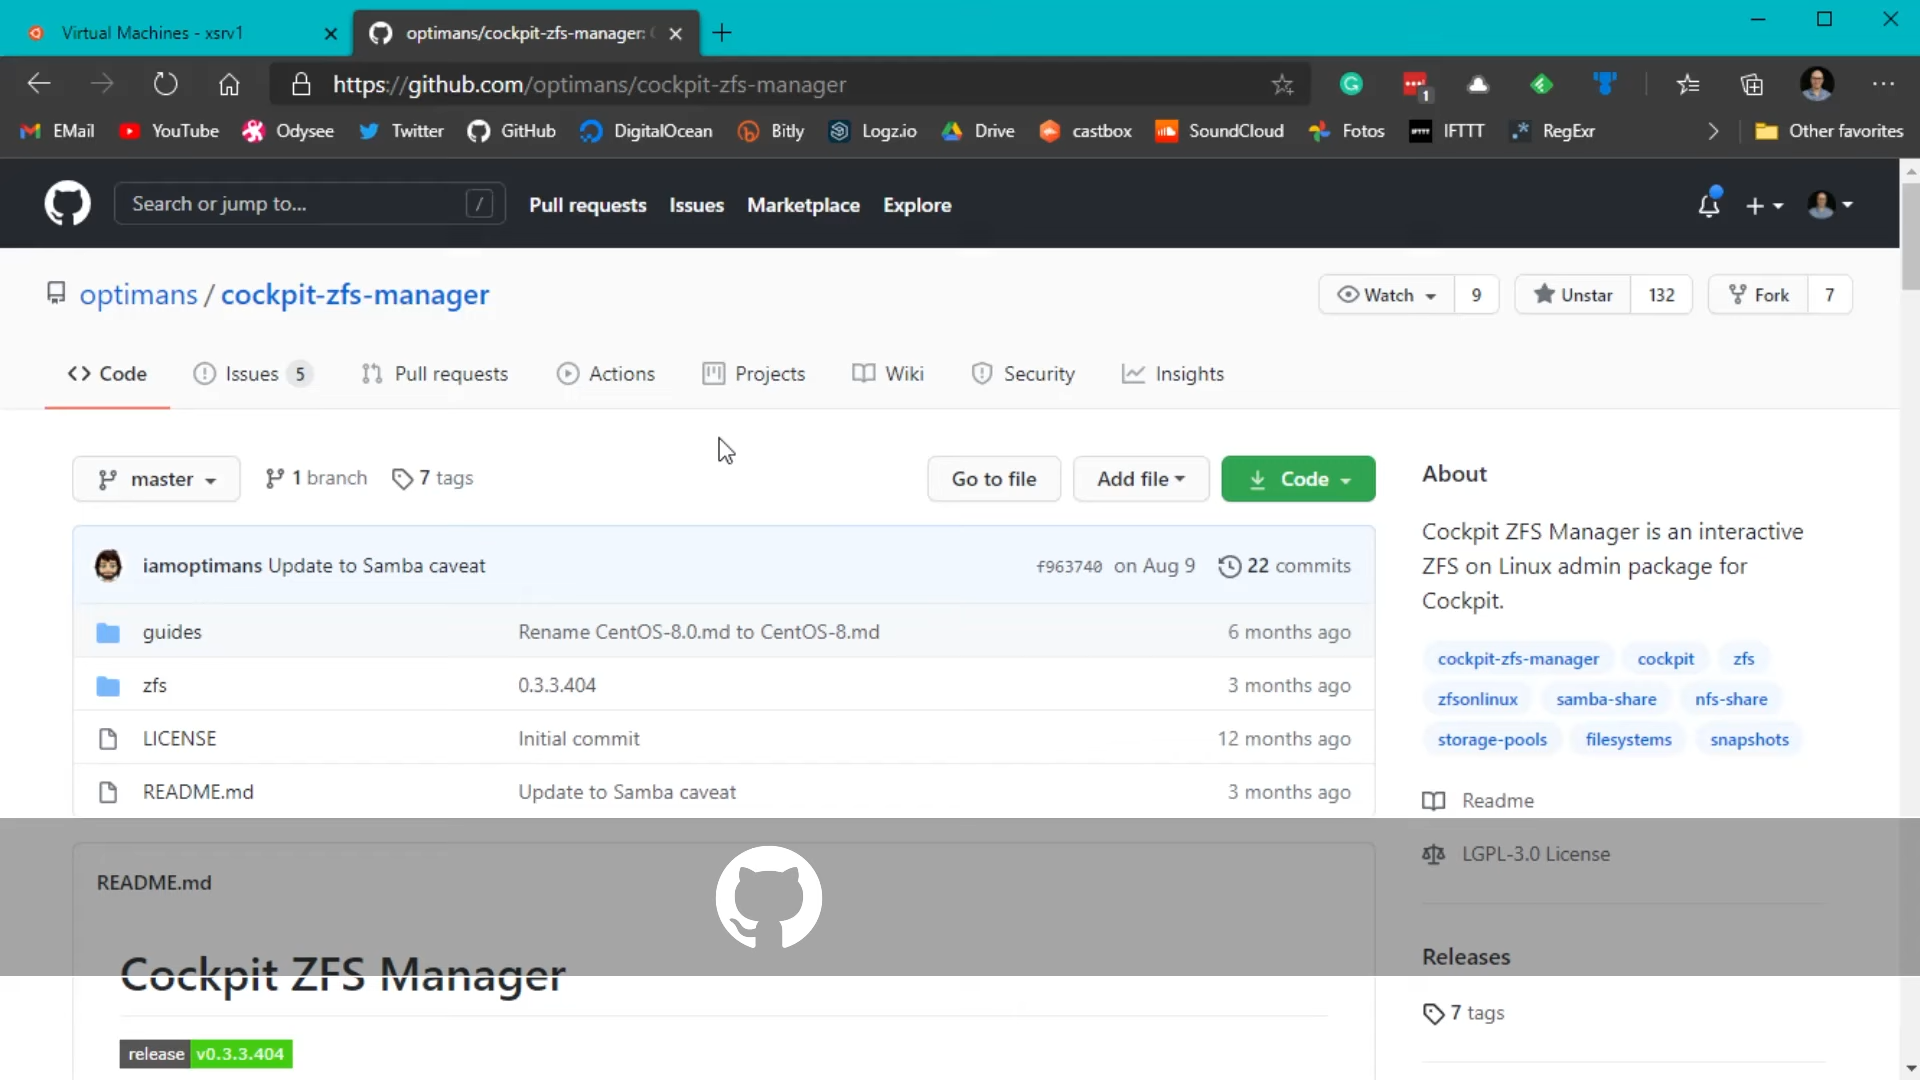 Virtual Machines - xsrv1
optimans/cockpit-zfs-manager:
https://github.com/optimans/cockpit-zfs-manager
1
EMail YouTube Odysee Twitter GitHub DigitalOcean Bitly Logz.io Drive castbox SoundCloud Fotos IFTTT RegExr Other favorites
Search or jump to... / Pull requests Issues Marketplace Explore
optimans / cockpit-zfs-manager Watch 9 Unstar 132 Fork 7
Code Issues 5 Pull requests Actions Projects Wiki Security Insights
master 1 branch 7 tags Go to file Add file Code
About
Cockpit ZFS Manager is an interactive
ZFS on Linux admin package for
Cockpit.
iamoptimans Update to Samba caveat f963740 on Aug 9 22 commits
guides Rename CentOS-8.0.md to CentOS-8.md 6 months ago
zfs 0.3.3.404 3 months ago
LICENSE Initial commit 12 months ago
README.md Update to Samba caveat 3 months ago
cockpit-zfs-manager cockpit zfs
zfsonlinux samba-share nfs-share
storage-pools filesystems snapshots
Readme
LGPL-3.0 License
README.md
Cockpit ZFS Manager
release v0.3.3.404
Releases
7 tags